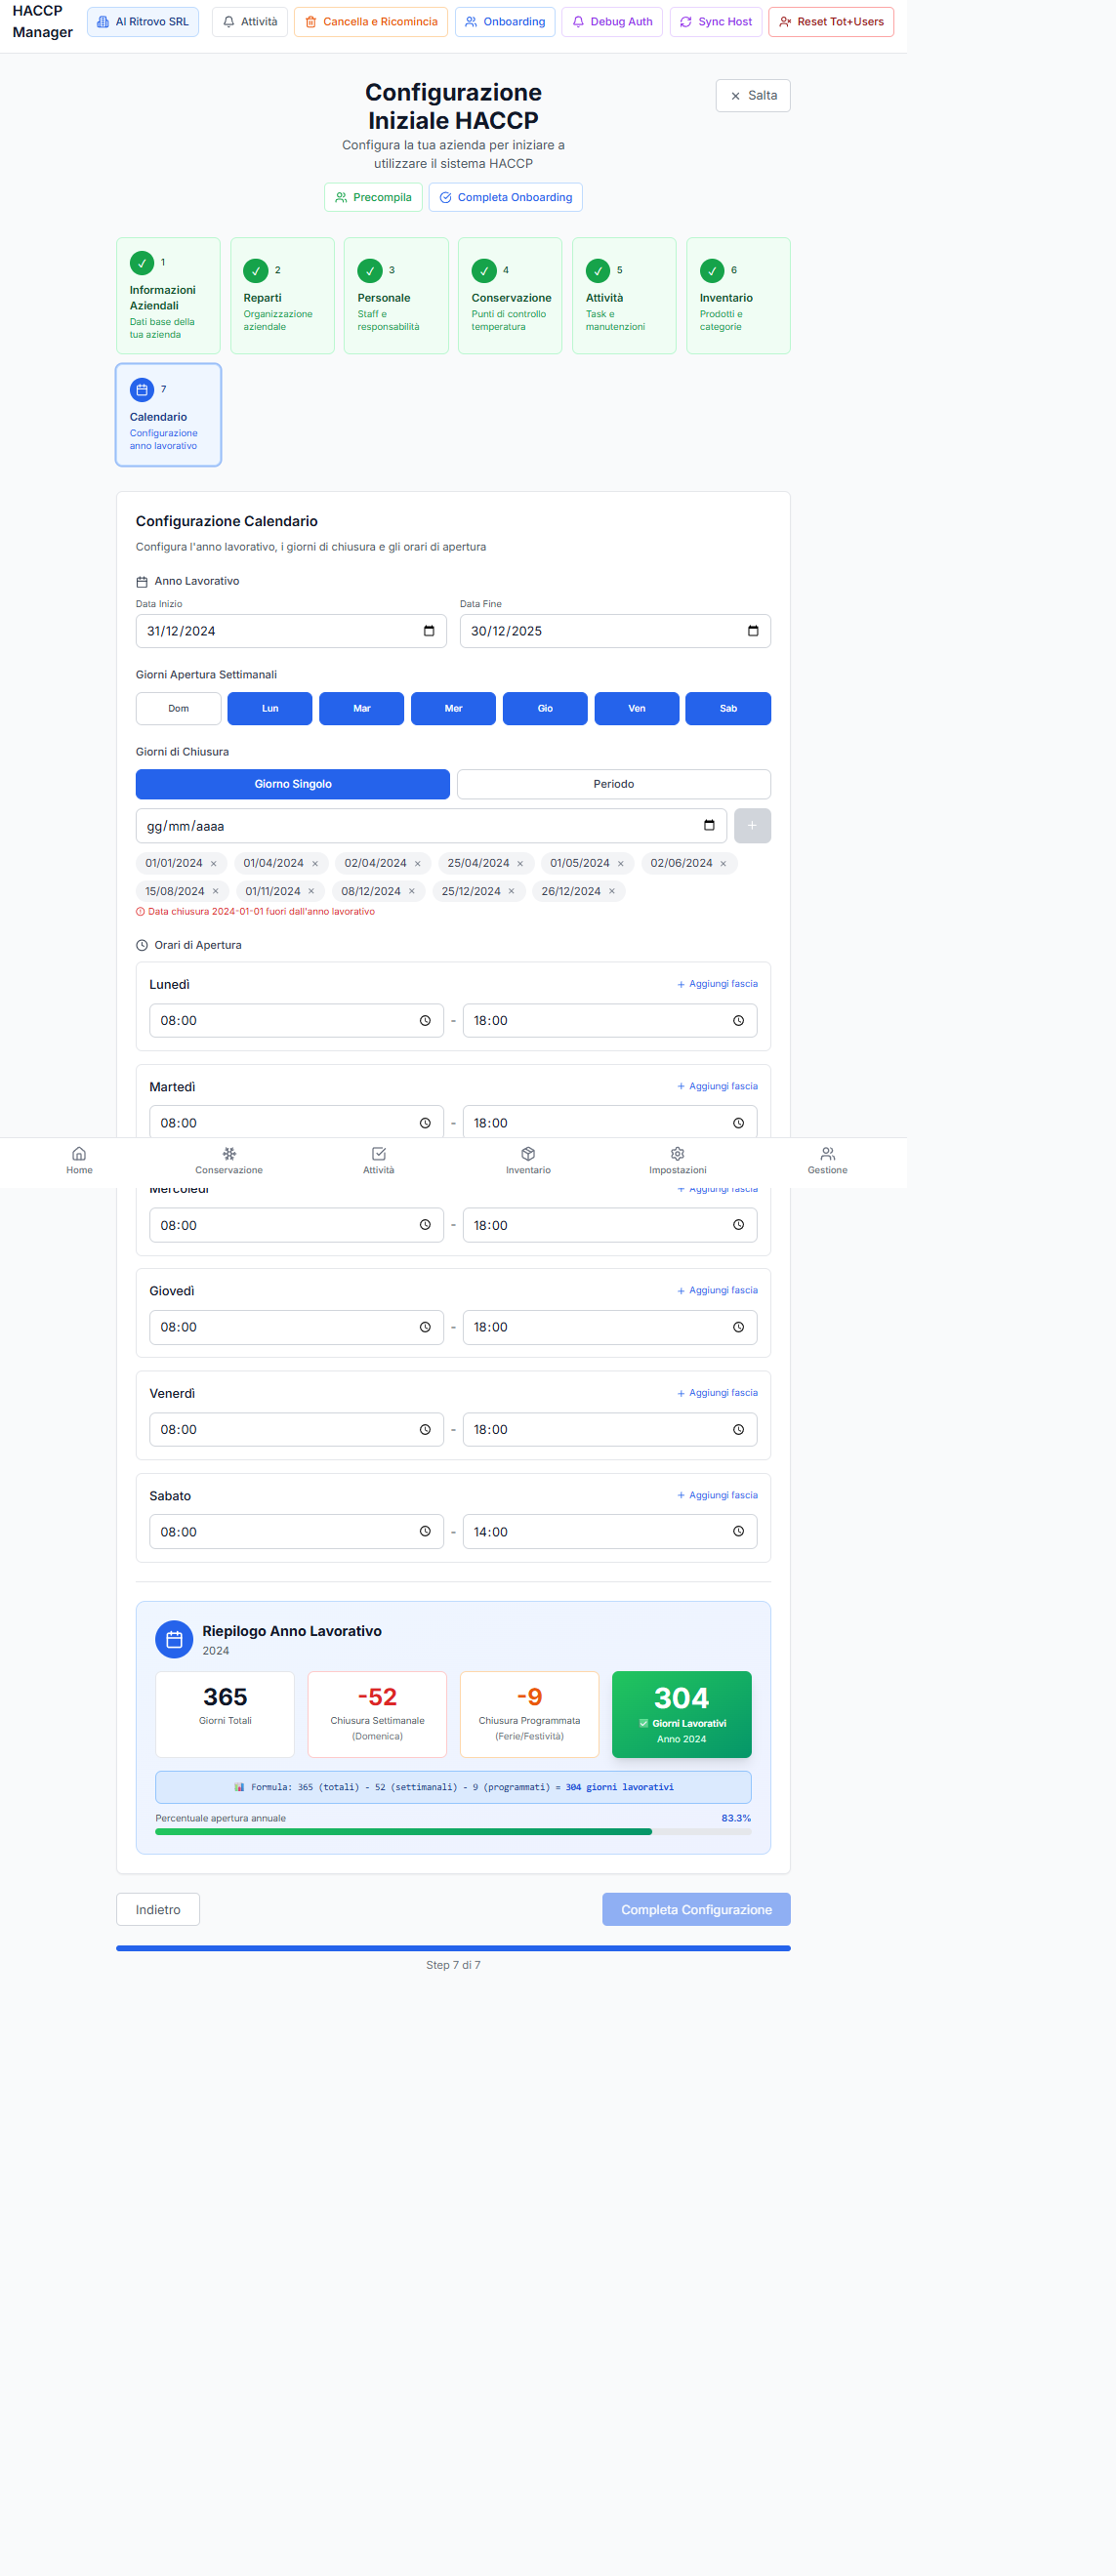 HACCP
Manager
Al Ritrovo SRL
Attività
Cancella e Ricomincia
Onboarding
Debug Auth
Sync Host
Reset Tot+Users
Configurazione
Iniziale HACCP
Salta
Configura la tua azienda per iniziare a
utilizzare il sistema HACCP
Precompila
Completa Onboarding
1
Informazioni
Aziendali
Dati base della
tua azienda
2
Reparti
Organizzazione
aziendale
3
Personale
Staff e
responsabilità
4
Conservazione
Punti di controllo
temperatura
5
Attività
Task e
manutenzioni
6
Inventario
Prodotti e
categorie
7
Calendario
Configurazione
anno lavorativo
Configurazione Calendario
Configura l'anno lavorativo, i giorni di chiusura e gli orari di apertura
Anno Lavorativo
Data Inizio
Data Fine
31/12/2024
30/12/2025
Giorni Apertura Settimanali
Dom
Lun
Mar
Mer
Gio
Ven
Sab
Giorni di Chiusura
Giorno Singolo
Periodo
gg/mm/aaaa
+
01/01/2024 ×
01/04/2024 ×
02/04/2024 ×
25/04/2024 ×
01/05/2024 ×
02/06/2024 ×
15/08/2024 ×
01/11/2024 ×
08/12/2024 ×
25/12/2024 ×
26/12/2024 ×
Data chiusura 2024-01-01 fuori dall'anno lavorativo
Orari di Apertura
Lunedì
+ Aggiungi fascia
08:00 - 18:00
Martedì
+ Aggiungi fascia
08:00 - 18:00
Home
Conservazione
Attività
Inventario
Impostazioni
Gestione
Mercoledì
+ Aggiungi fascia
08:00 - 18:00
Giovedì
+ Aggiungi fascia
08:00 - 18:00
Venerdì
+ Aggiungi fascia
08:00 - 18:00
Sabato
+ Aggiungi fascia
08:00 - 14:00
Riepilogo Anno Lavorativo
2024
365
Giorni Totali
-52
Chiusura Settimanale
(Domenica)
-9
Chiusura Programmata
(Ferie/Festività)
304
✅ Giorni Lavorativi
Anno 2024
📊 Formula: 365 (totali) - 52 (settimanali) - 9 (programmati) = 304 giorni lavorativi
Percentuale apertura annuale
83.3%
Indietro
Completa Configurazione
Step 7 di 7